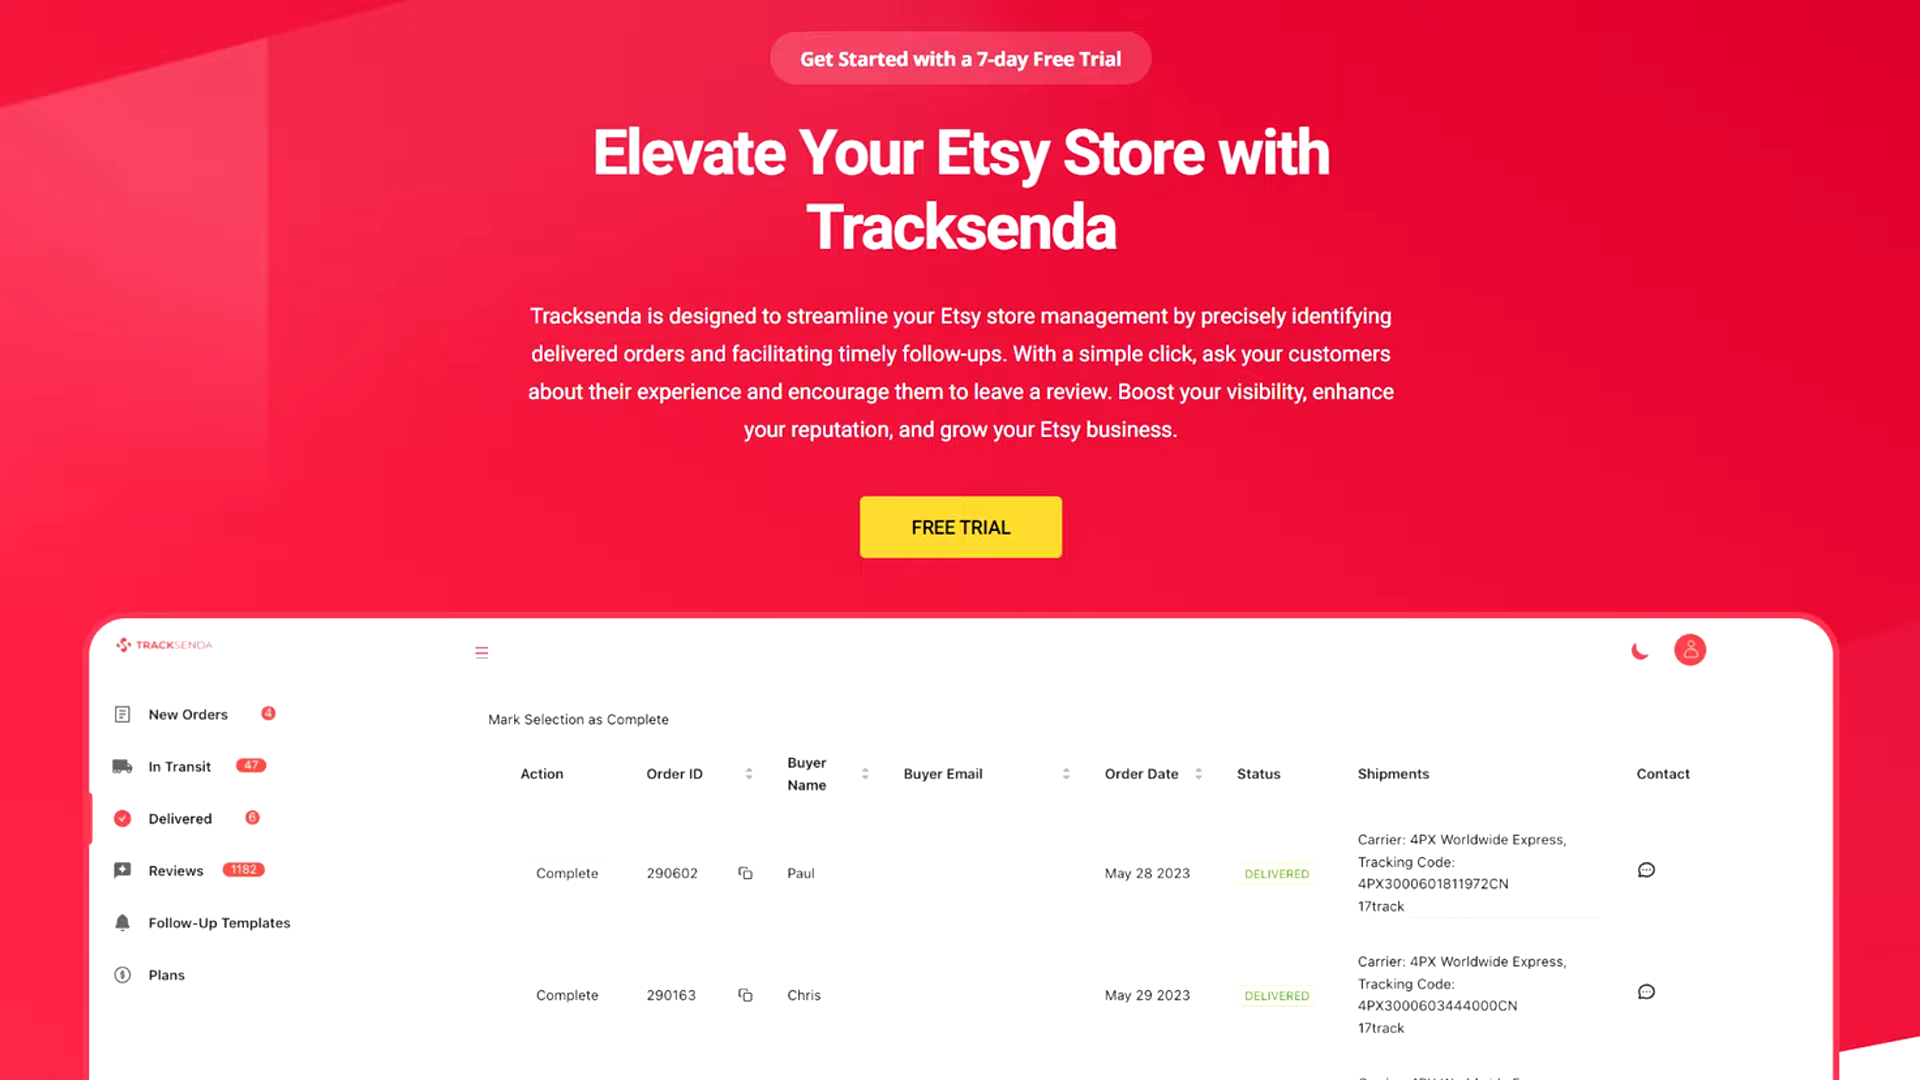 Get Started with a 7-day Free Trial
Elevate Your Etsy Store with
Tracksenda
Tracksenda is designed to streamline your Etsy store management by precisely identifying
delivered orders and facilitating timely follow-ups. With a simple click, ask your customers
about their experience and encourage them to leave a review. Boost your visibility, enhance
your reputation, and grow your Etsy business.
FREE TRIAL
TRACKSENDA
New Orders 4
In Transit 47
Delivered 6
Reviews 1182
Follow-Up Templates
Plans
Mark Selection as Complete
Action Order ID Buyer Name Buyer Email Order Date Status Shipments Contact
Complete 290602 Paul May 28 2023 DELIVERED
Carrier: 4PX Worldwide Express,
Tracking Code:
4PX3000601811972CN
17track
Complete 290163 Chris May 29 2023 DELIVERED
Carrier: 4PX Worldwide Express,
Tracking Code:
4PX3000603444000CN
17track